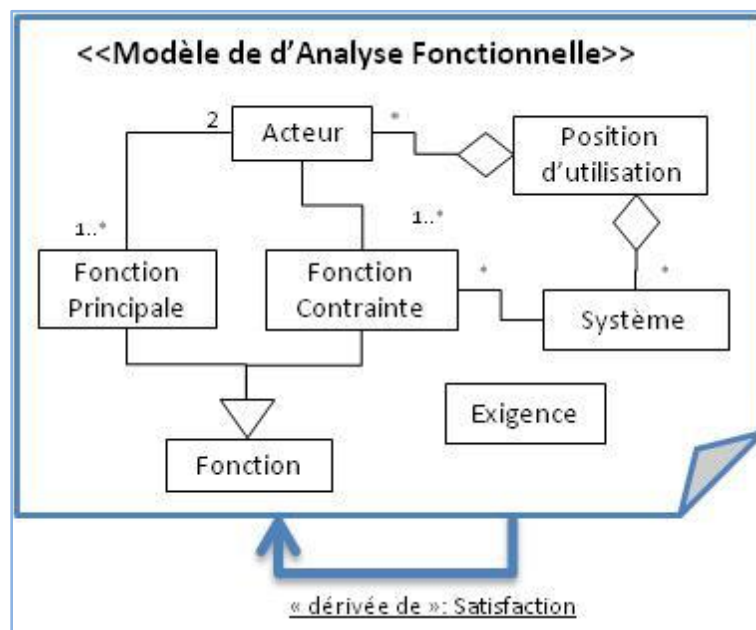 <<Modèle de d'Analyse Fonctionnelle>>
2
Acteur
*
Position
d'utilisation
1..*
1..*
Fonction
Principale
Fonction
Contrainte
*
*
Système
Exigence
Fonction
« dérivée de »: Satisfaction